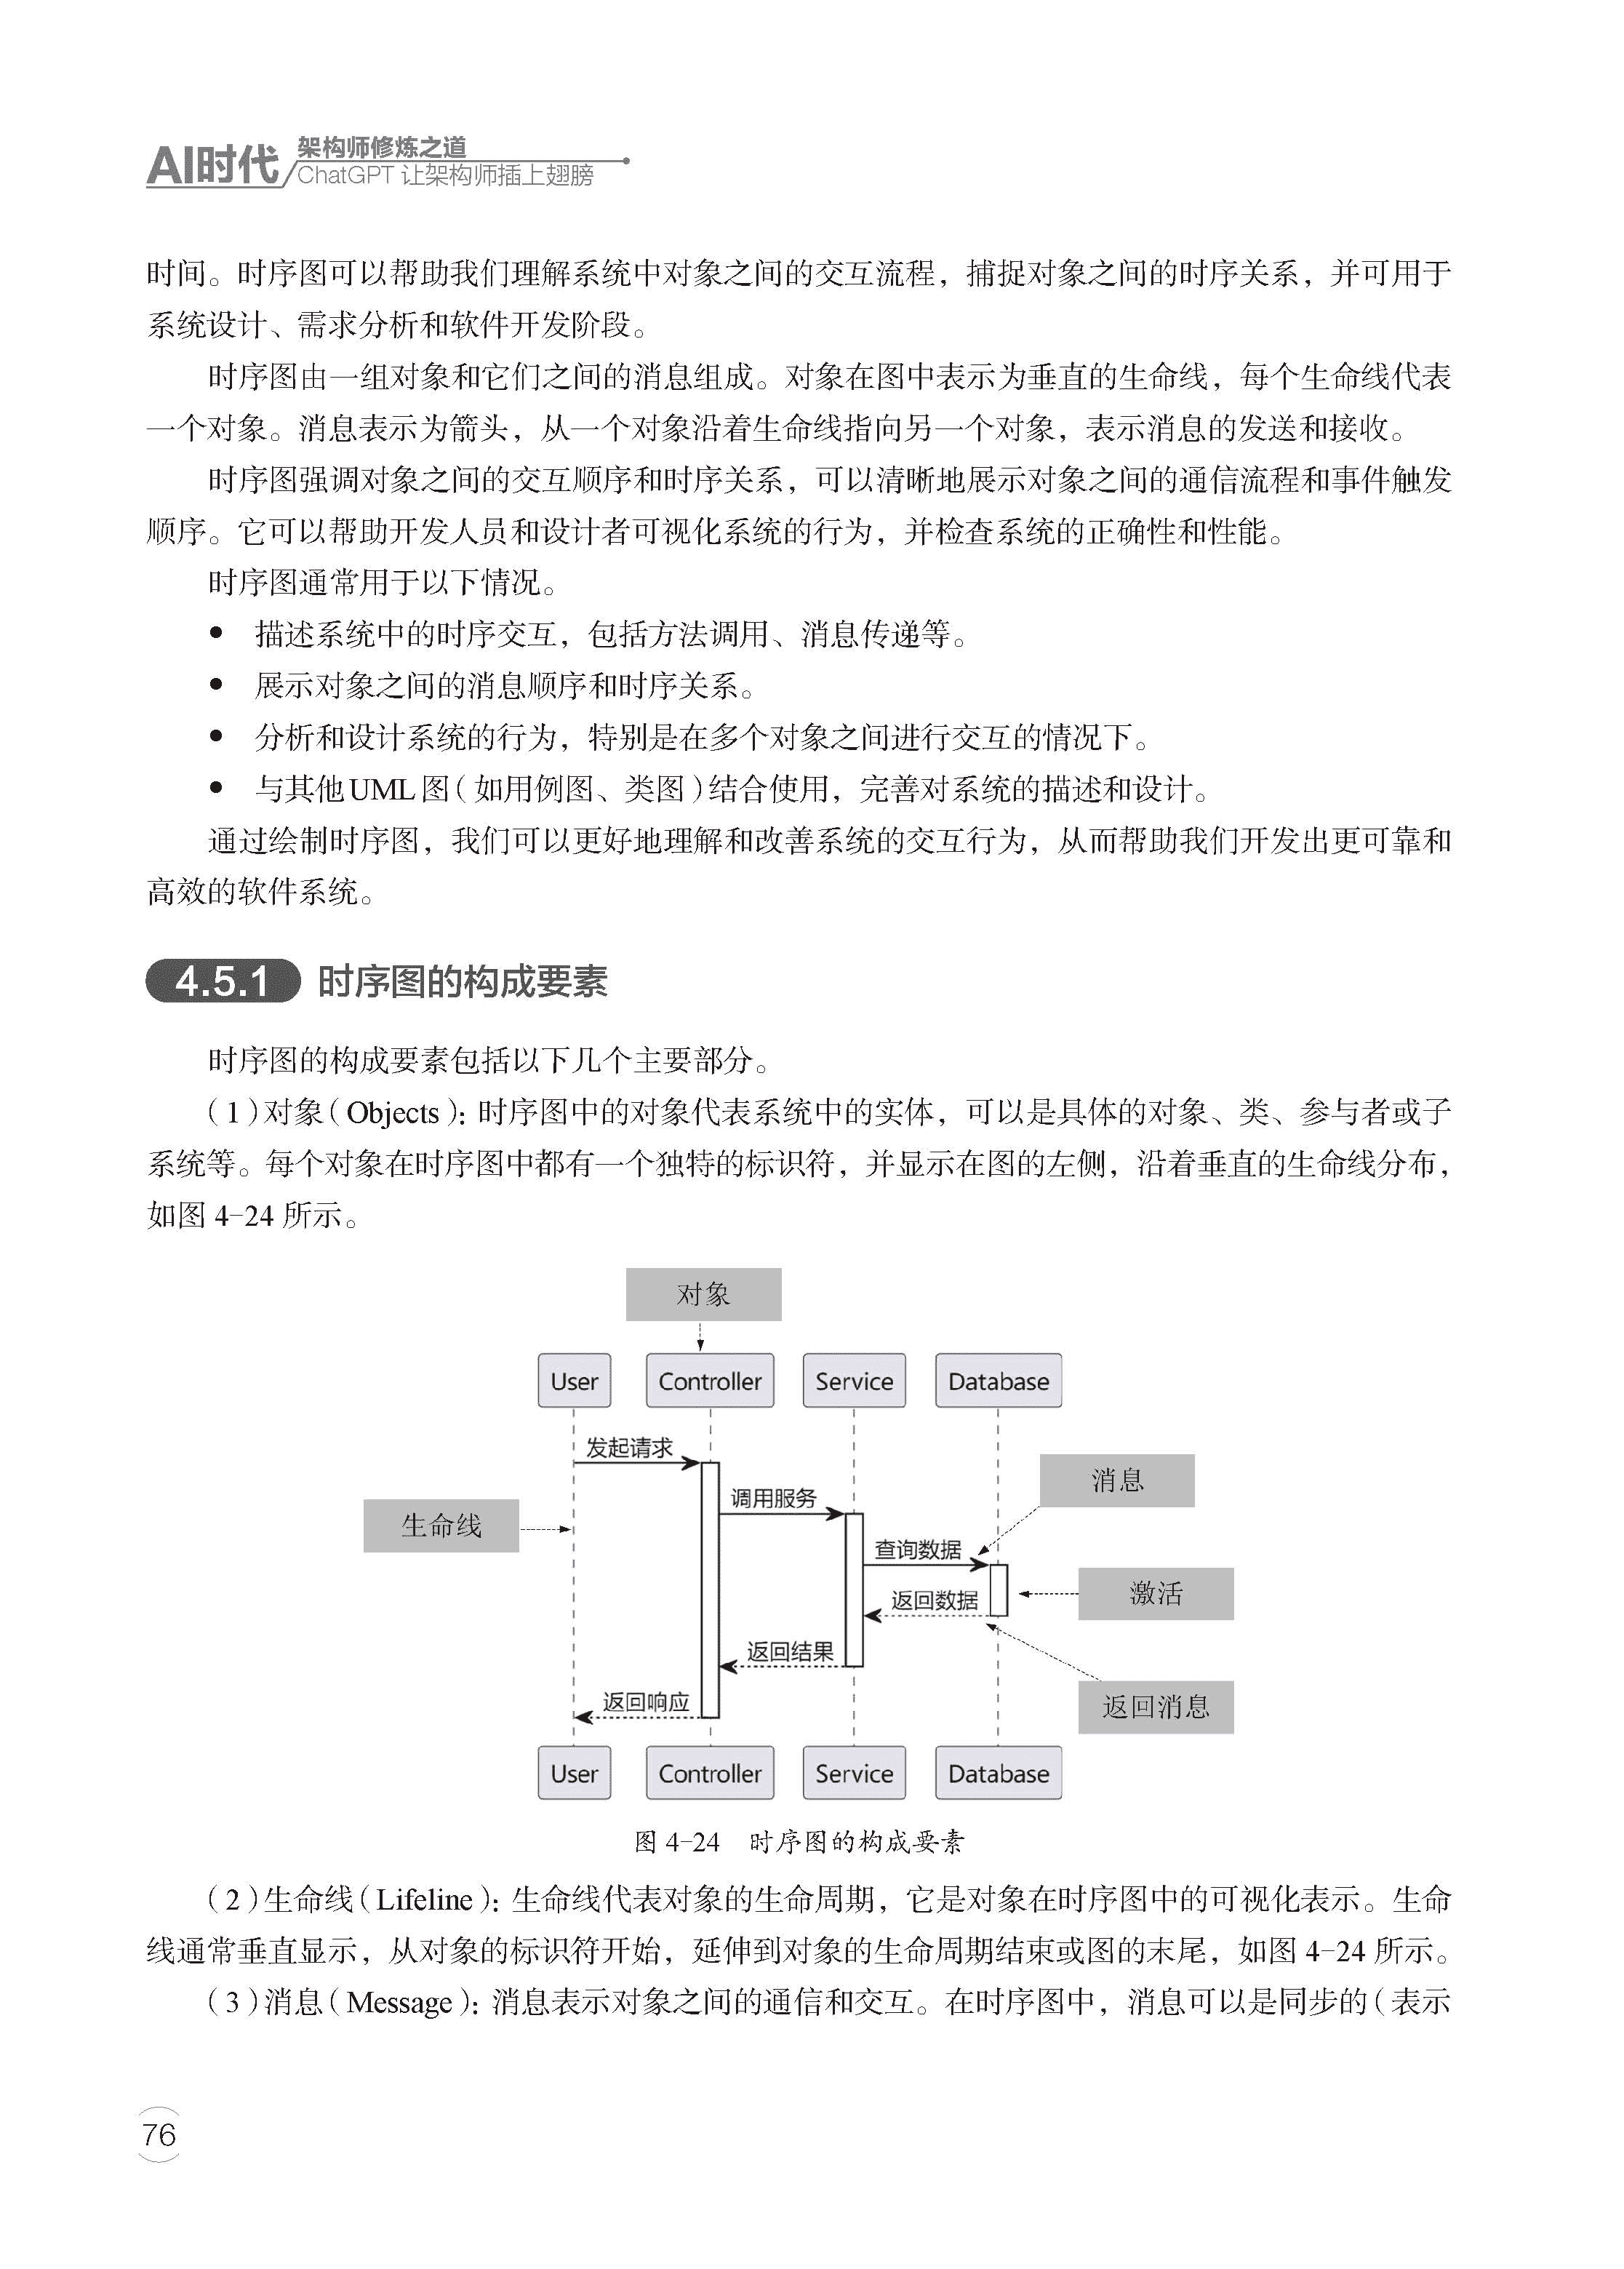 AI时代
架构师修炼之道
ChatGPT 让架构师插上翅膀
时间。时序图可以帮助我们理解系统中对象之间的交互流程，捕捉对象之间的时序关系，并可用于
系统设计、需求分析和软件开发阶段。
时序图由一组对象和它们之间的消息组成。对象在图中表示为垂直的生命线，每个生命线代表
一个对象。消息表示为箭头，从一个对象沿着生命线指向另一个对象，表示消息的发送和接收。
时序图强调对象之间的交互顺序和时序关系，可以清晰地展示对象之间的通信流程和事件触发
顺序。它可以帮助开发人员和设计者可视化系统的行为，并检查系统的正确性和性能。
时序图通常用于以下情况。
● 描述系统中的时序交互，包括方法调用、消息传递等。
● 展示对象之间的消息顺序和时序关系。
● 分析和设计系统的行为，特别是在多个对象之间进行交互的情况下。
● 与其他UML图（如用例图、类图）结合使用，完善对系统的描述和设计。
通过绘制时序图，我们可以更好地理解和改善系统的交互行为，从而帮助我们开发出更可靠和
高效的软件系统。
4.5.1 时序图的构成要素
时序图的构成要素包括以下几个主要部分。
（1）对象（Objects）：时序图中的对象代表系统中的实体，可以是具体的对象、类、参与者或子
系统等。每个对象在时序图中都有一个独特的标识符，并显示在图的左侧，沿着垂直的生命线分布，
如图 4-24 所示。
对象
User Controller Service Database
发起请求
消息
调用服务
生命线
查询数据
激活
返回数据
返回结果
返回响应
返回消息
User Controller Service Database
图 4-24 时序图的构成要素
（2）生命线（Lifeline）：生命线代表对象的生命周期，它是对象在时序图中的可视化表示。生命
线通常垂直显示，从对象的标识符开始，延伸到对象的生命周期结束或图的末尾，如图 4-24 所示。
（3）消息（Message）：消息表示对象之间的通信和交互。在时序图中，消息可以是同步的（表示
76